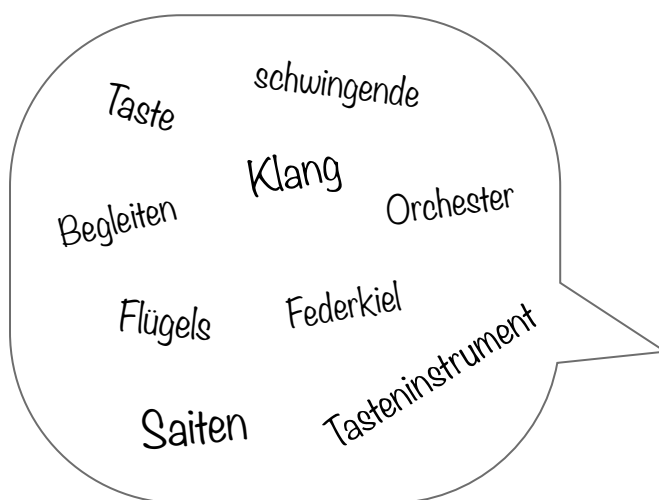 Taste
schwingende
Klang
Begleiten
Orchester
Flügels
Federkiel
Saiten
Tasteninstrument